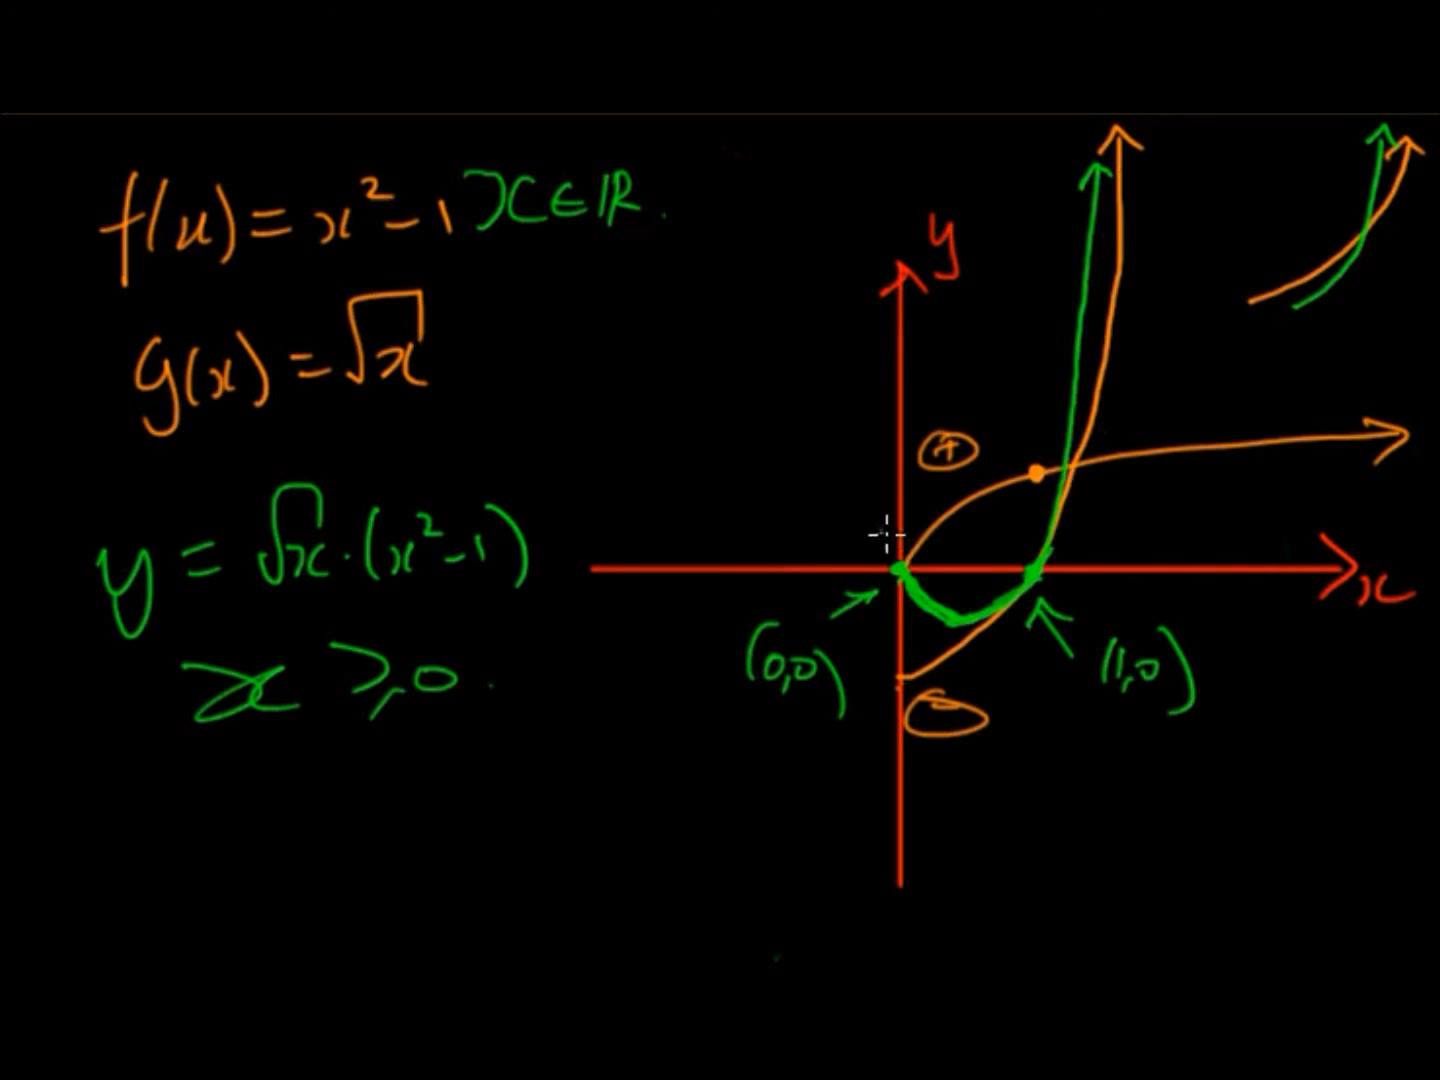 f(x) = x² - 1 x ∈ ℝ.
g(x) = √x
y = √x · (x² - 1)
x ≥ 0.
y
+
x
(0,0)
(1,0)
-